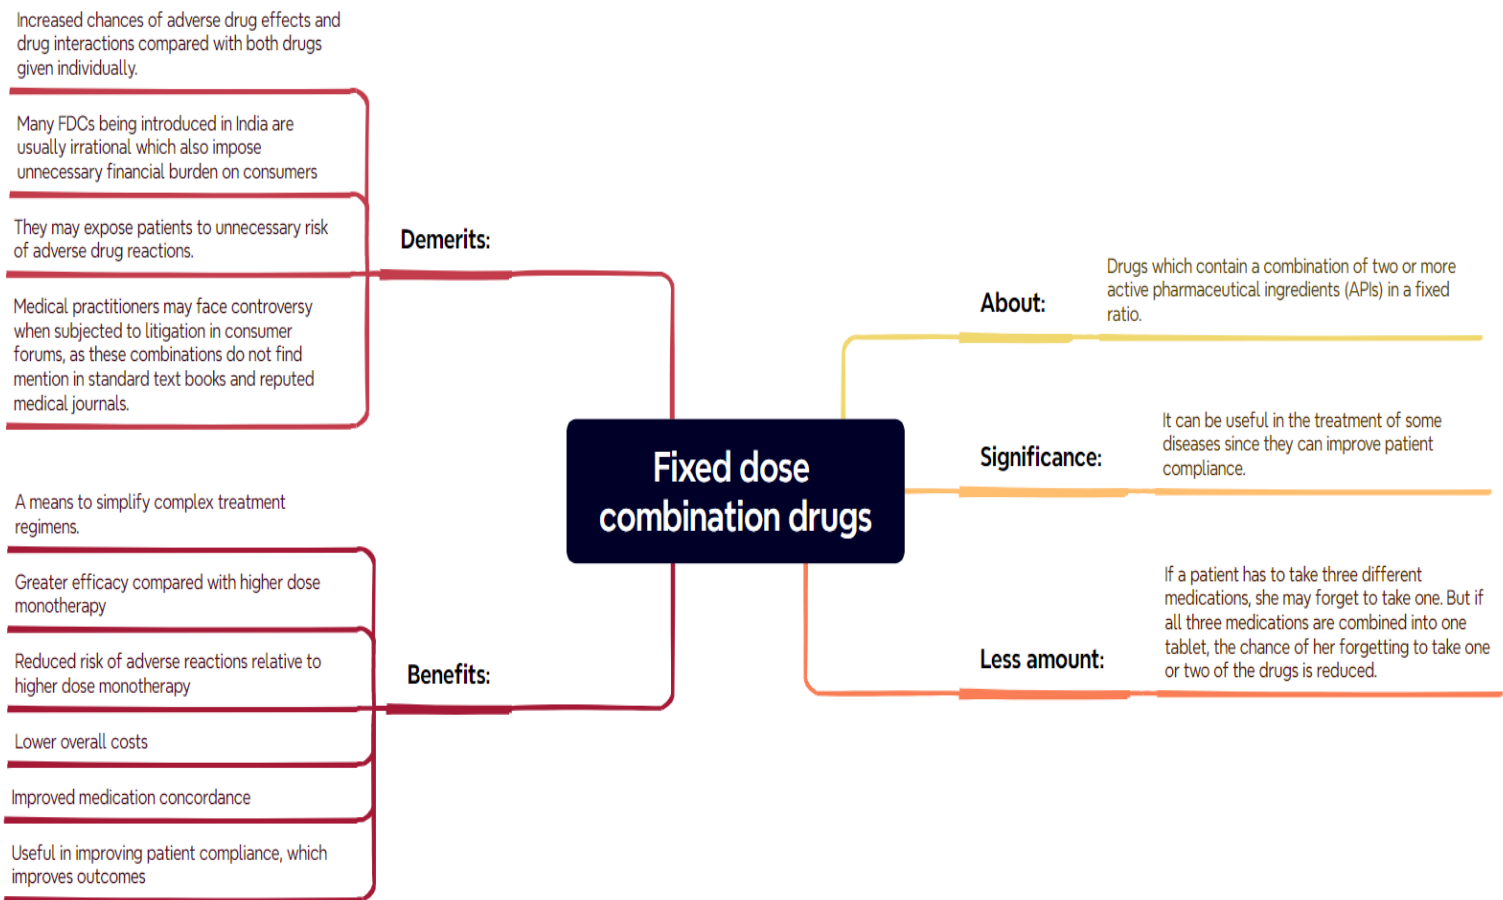 Fixed dose
combination drugs
About:
Drugs which contain a combination of two or more
active pharmaceutical ingredients (APIs) in a fixed
ratio.
Significance:
It can be useful in the treatment of some
diseases since they can improve patient
compliance.
Less amount:
If a patient has to take three different
medications, she may forget to take one. But if
all three medications are combined into one
tablet, the chance of her forgetting to take one
or two of the drugs is reduced.
Demerits:
Increased chances of adverse drug effects and
drug interactions compared with both drugs
given individually.
Many FDCs being introduced in India are
usually irrational which also impose
unnecessary financial burden on consumers
They may expose patients to unnecessary risk
of adverse drug reactions.
Medical practitioners may face controversy
when subjected to litigation in consumer
forums, as these combinations do not find
mention in standard text books and reputed
medical journals.
Benefits:
A means to simplify complex treatment
regimens.
Greater efficacy compared with higher dose
monotherapy
Reduced risk of adverse reactions relative to
higher dose monotherapy
Lower overall costs
Improved medication concordance
Useful in improving patient compliance, which
improves outcomes